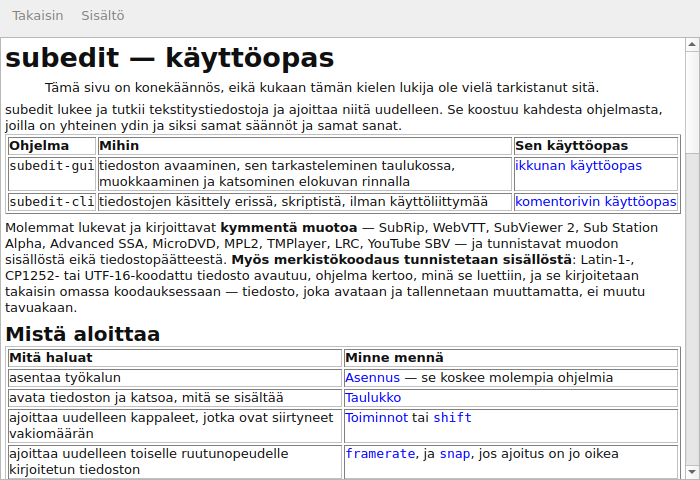 Takaisin Sisältö
subedit — käyttöopas
Tämä sivu on konekäännös, eikä kukaan tämän kielen lukija ole vielä tarkistanut sitä.
subedit lukee ja tutkii tekstitystiedostoja ja ajoittaa niitä uudelleen. Se koostuu kahdesta ohjelmasta,
joilla on yhteinen ydin ja siksi samat säännöt ja samat sanat.
Ohjelma Mihin Sen käyttöopas
subedit-gui tiedoston avaaminen, sen tarkasteleminen taulukossa, ikkunan käyttöopas
muokkaaminen ja katsominen elokuvan rinnalla
subedit-cli tiedostojen käsittely erissä, skriptistä, ilman käyttöliittymää komentorivin käyttöopas
Molemmat lukevat ja kirjoittavat kymmentä muotoa — SubRip, WebVTT, SubViewer 2, Sub Station
Alpha, Advanced SSA, MicroDVD, MPL2, TMPlayer, LRC, YouTube SBV — ja tunnistavat muodon
sisällöstä eikä tiedostopäätteestä. Myös merkistökoodaus tunnistetaan sisällöstä: Latin-1-,
CP1252- tai UTF-16-koodattu tiedosto avautuu, ohjelma kertoo, minä se luettiin, ja se kirjoitetaan
takaisin omassa koodauksessaan — tiedosto, joka avataan ja tallennetaan muuttamatta, ei muutu
tavuakaan.
Mistä aloittaa
Mitä haluat Minne mennä
asentaa työkalun Asennus — se koskee molempia ohjelmia
avata tiedoston ja katsoa, mitä se sisältää Taulukko
ajoittaa uudelleen kappaleet, jotka ovat siirtyneet Toiminnot tai shift
vakiomäärän
ajoittaa uudelleen toiselle ruutunopeudelle framerate, ja snap, jos ajoitus on jo oikea
kirjoitetun tiedoston